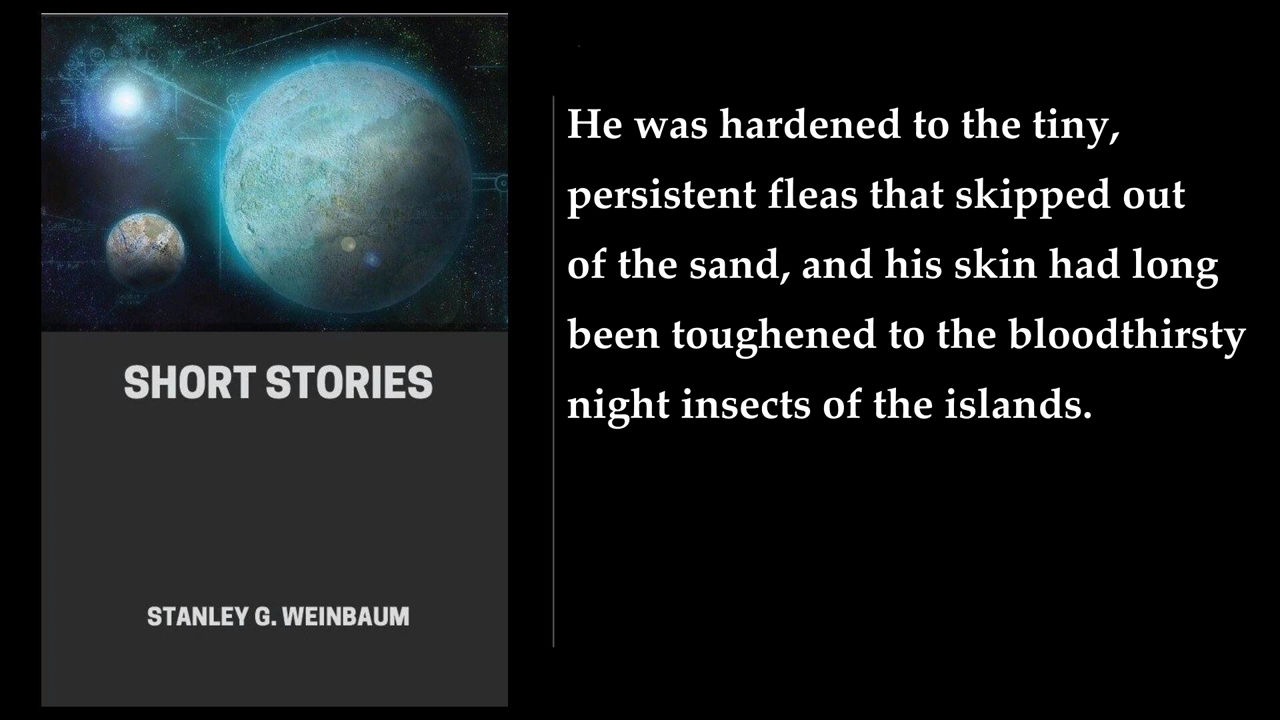 SHORT STORIES
STANLEY G. WEINBAUM
He was hardened to the tiny,
persistent fleas that skipped out
of the sand, and his skin had long
been toughened to the bloodthirsty
night insects of the islands.